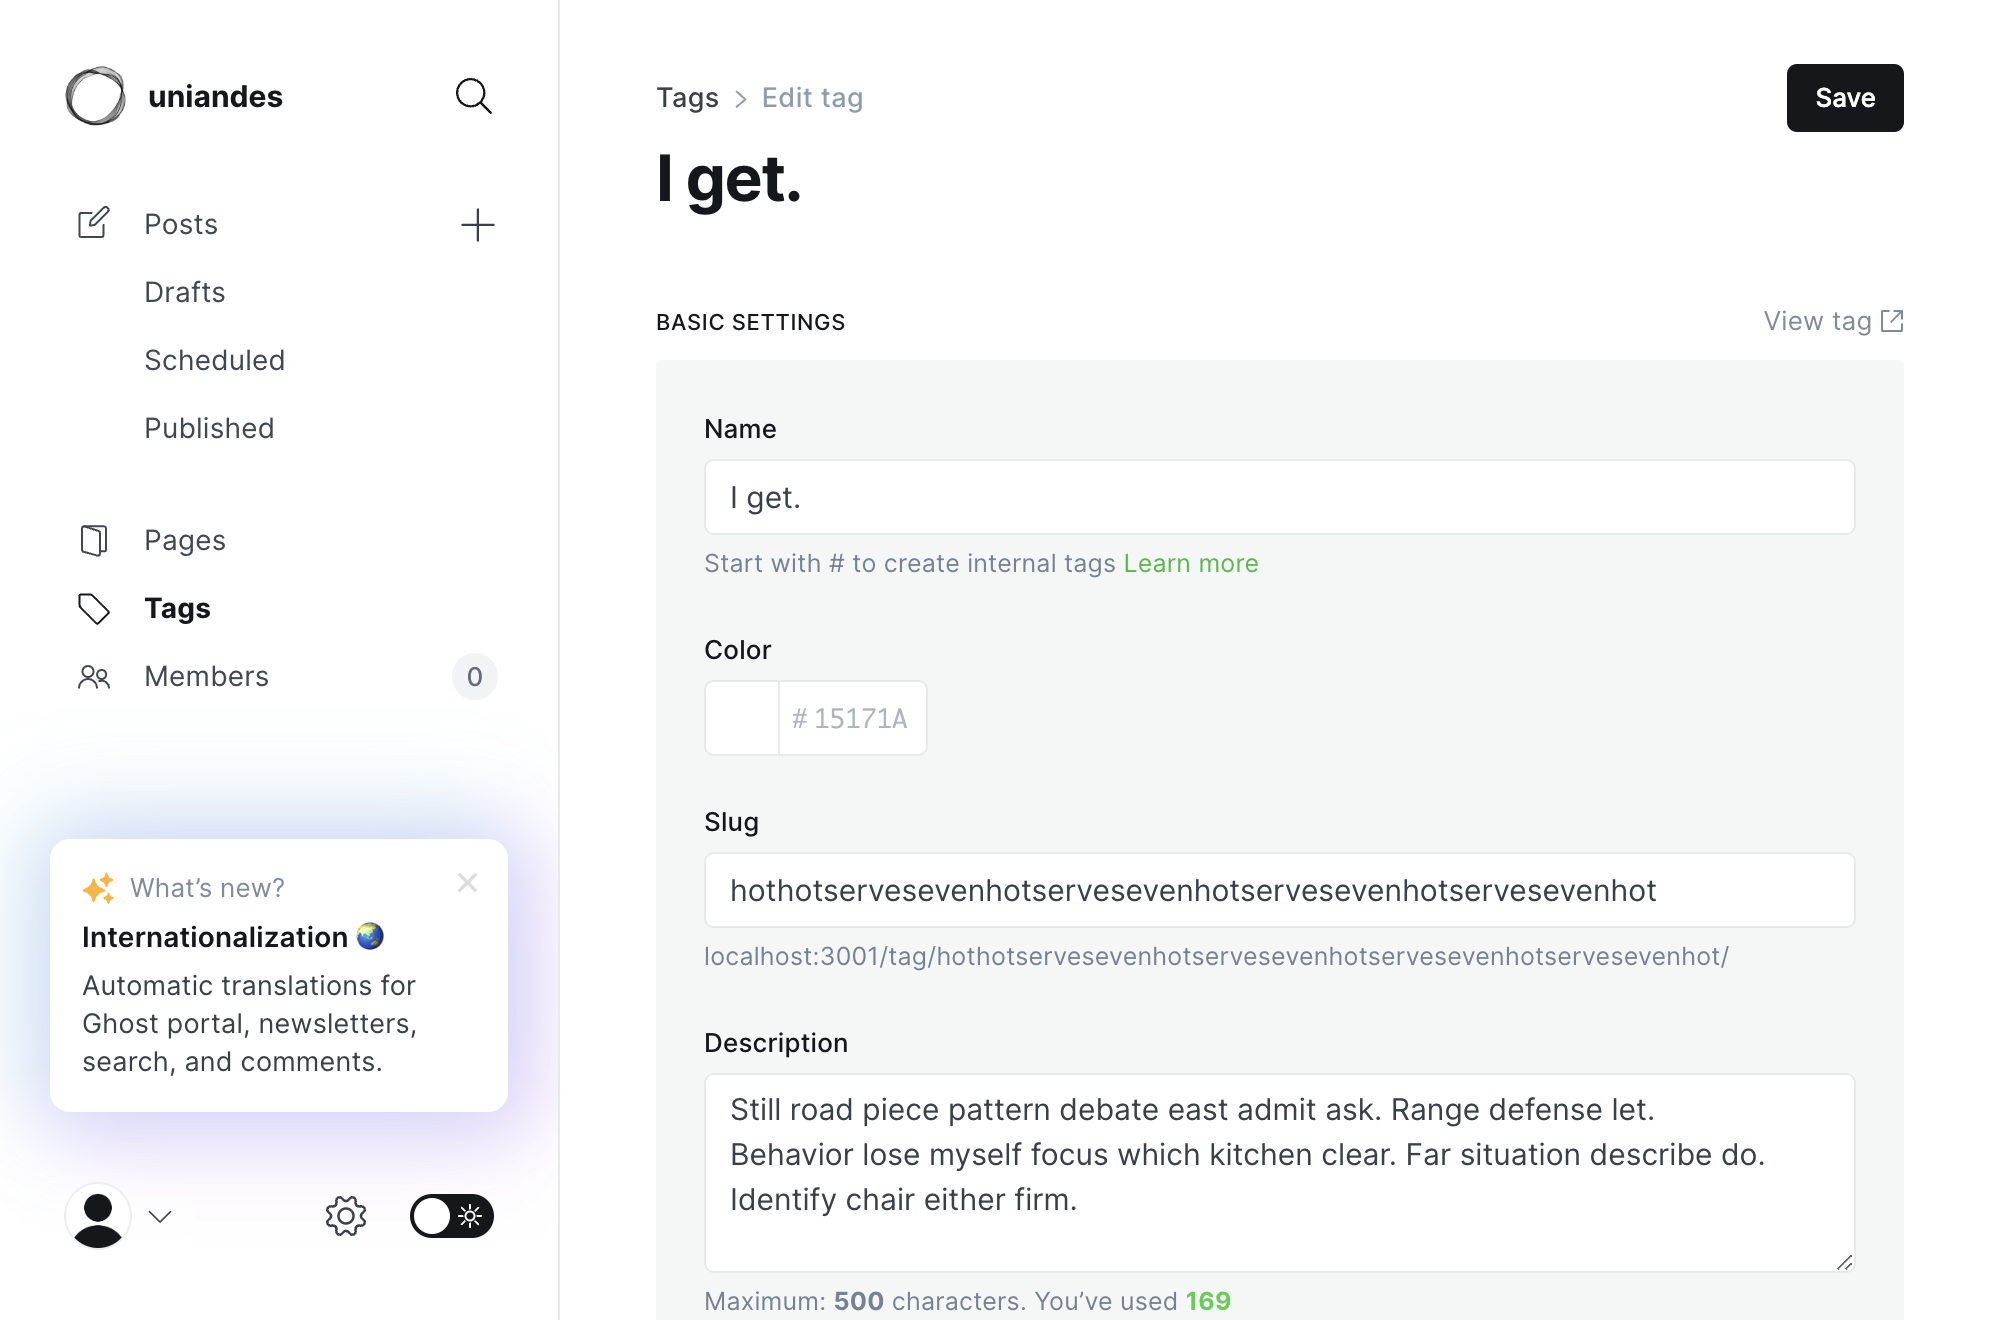 uniandes
Posts
Drafts
Scheduled
Published
Pages
Tags
Members
0
What’s new?
Internationalization
Automatic translations for
Ghost portal, newsletters,
search, and comments.
Tags > Edit tag
Save
I get.
BASIC SETTINGS
View tag
Name
I get.
Start with # to create internal tags Learn more
Color
# 15171A
Slug
hothotservesevenhotservesevenhotservesevenhotservesevenhot
localhost:3001/tag/hothotservesevenhotservesevenhotservesevenhotservesevenhot/
Description
Still road piece pattern debate east admit ask. Range defense let.
Behavior lose myself focus which kitchen clear. Far situation describe do.
Identify chair either firm.
Maximum: 500 characters. You’ve used 169